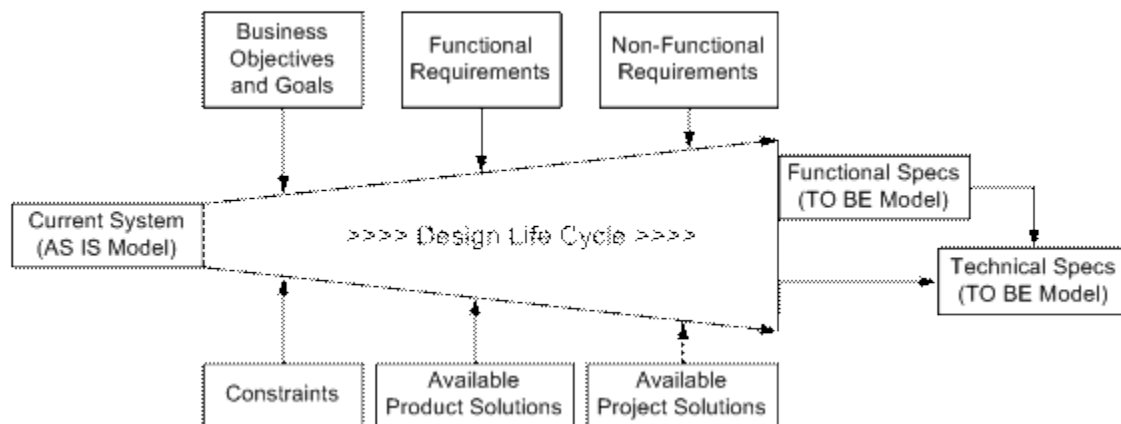 Business
Objectives
and Goals
Functional
Requirements
Non-Functional
Requirements
Current System
(AS IS Model)
>>>> Design Life Cycle >>>>
Functional Specs
(TO BE Model)
Technical Specs
(TO BE Model)
Constraints
Available
Product Solutions
Available
Project Solutions